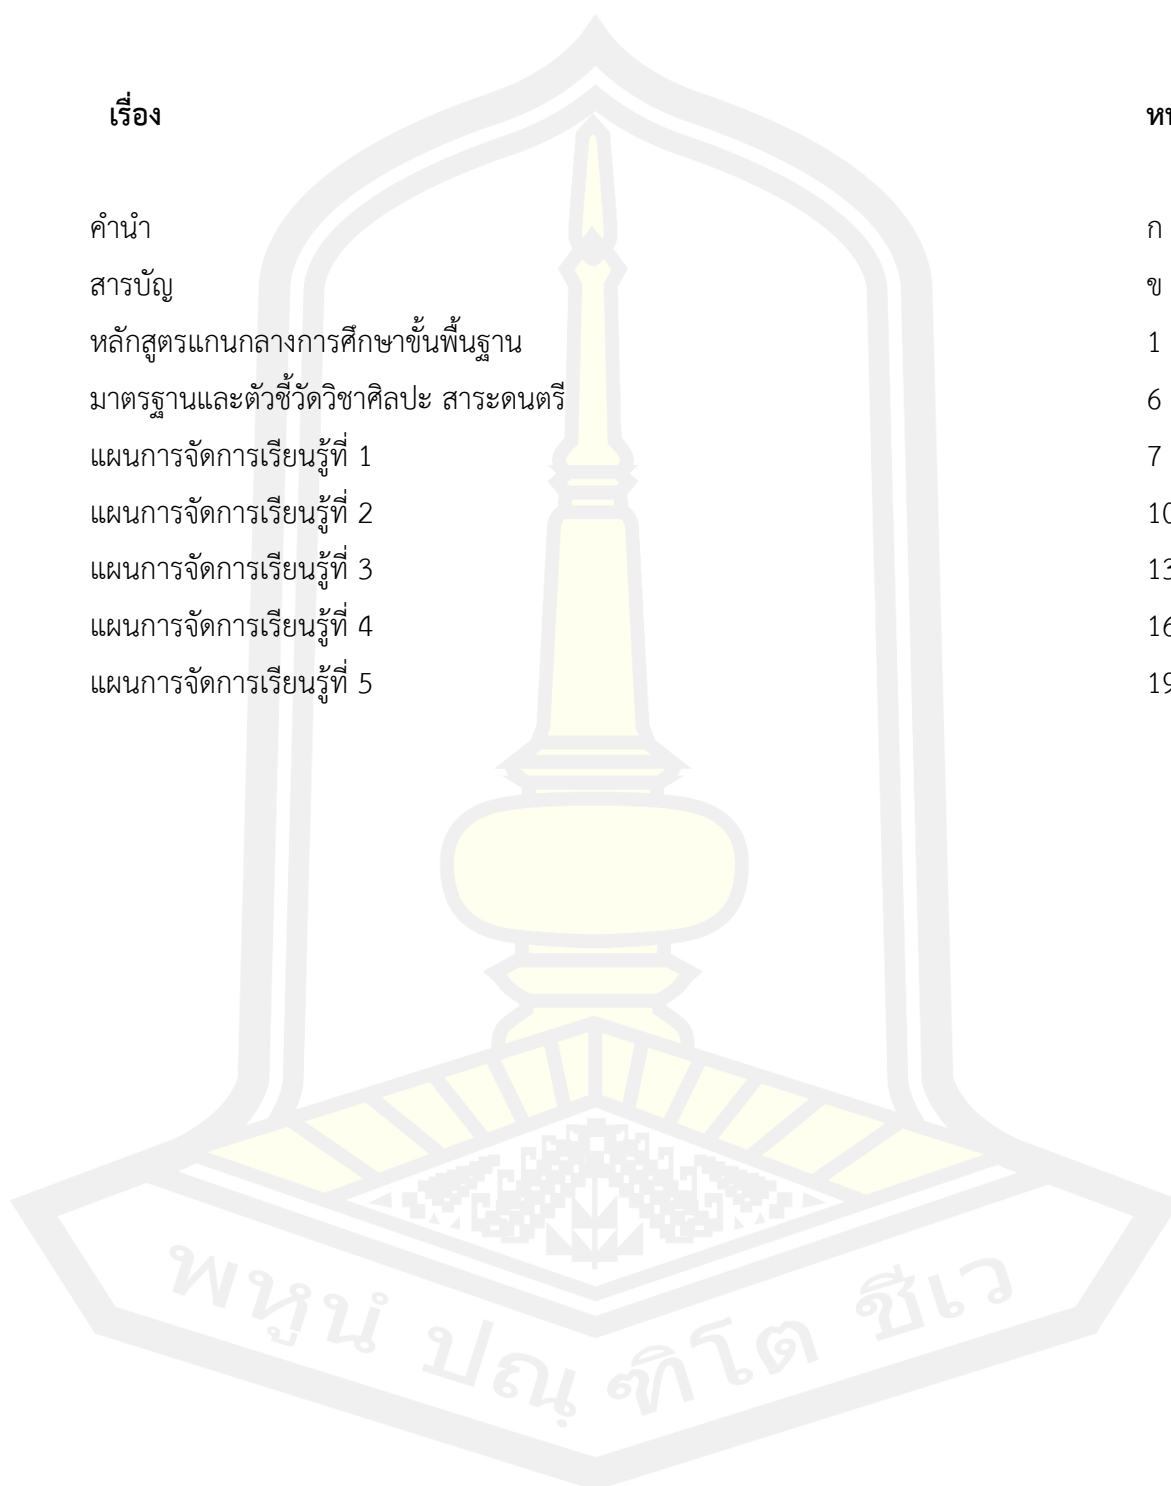 เรื่อง
คำนำ ก
สารบัญ ข
หลักสูตรแกนกลางการศึกษาขั้นพื้นฐาน 1
มาตรฐานและตัวชี้วัดวิชาศิลปะ สาระดนตรี 6
แผนการจัดการเรียนรู้ที่ 1 7
แผนการจัดการเรียนรู้ที่ 2 10
แผนการจัดการเรียนรู้ที่ 3 13
แผนการจัดการเรียนรู้ที่ 4 16
แผนการจัดการเรียนรู้ที่ 5 19
พหูนํ ปณฺฑิโต ชีเว